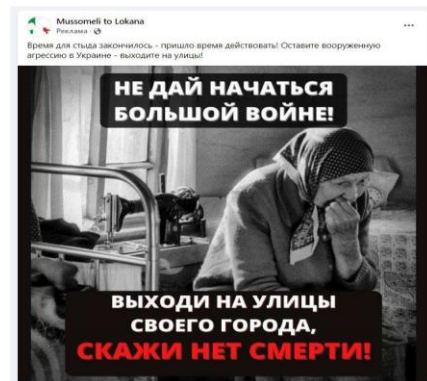 Mussomeli to Lokana
Реклама ·
Время для стыда закончилось - пришло время действовать! Оставите вооруженную
агрессию в Украине - выходите на улицы!
НЕ ДАЙ НАЧАТЬСЯ
БОЛЬШОЙ ВОЙНЕ!
ВЫХОДИ НА УЛИЦЫ
СВОЕГО ГОРОДА,
СКАЖИ НЕТ СМЕРТИ!